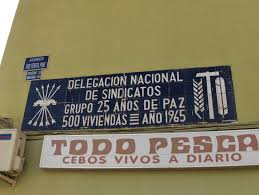 DELEGACION NACIONAL
DE SINDICATOS
GRUPO 25 AÑOS DE PAZ
500 VIVIENDAS AÑO 1965
TODO PESCA
CEBOS VIVOS A DIARIO